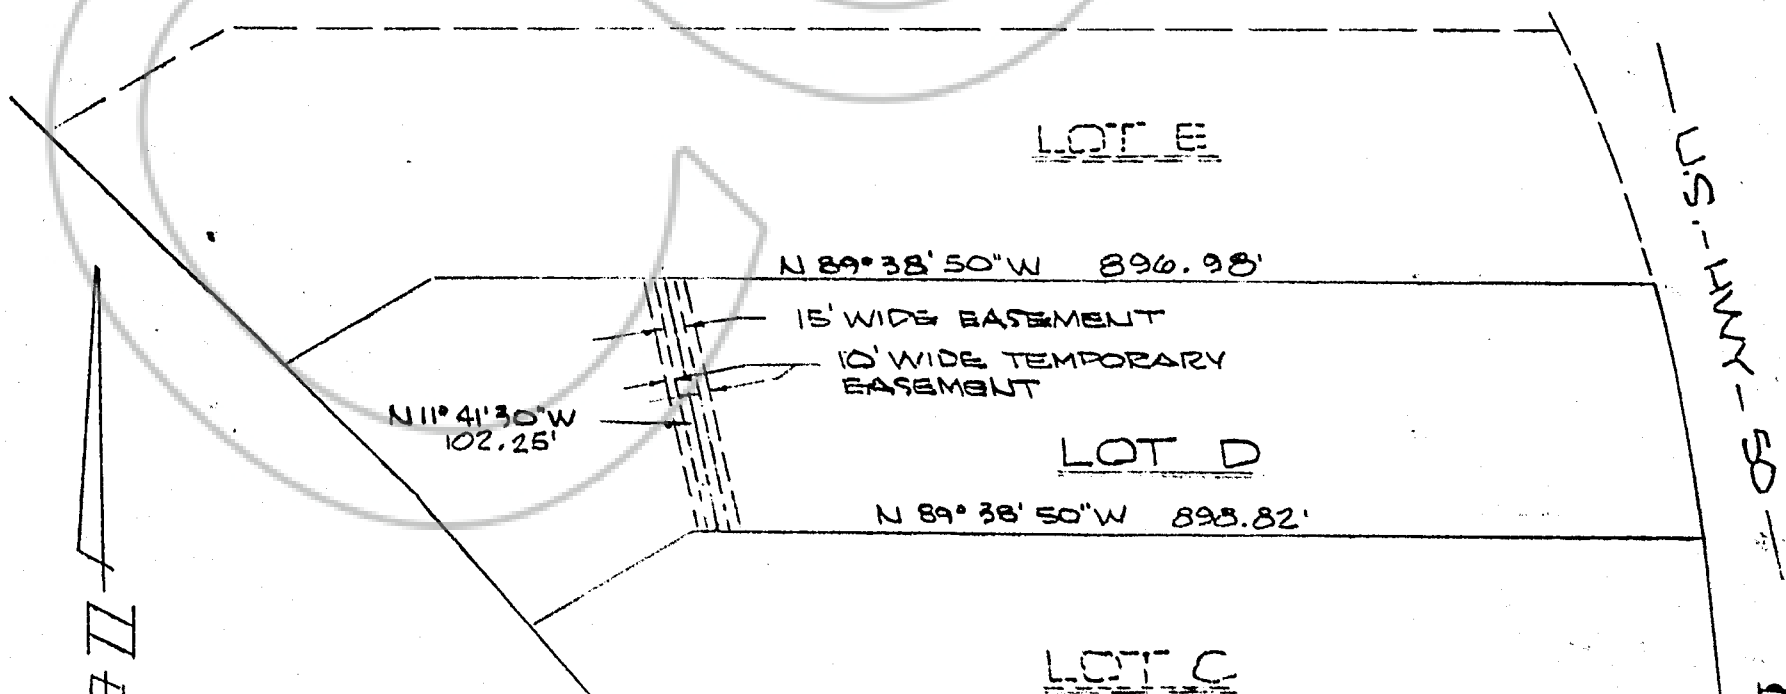 LOT E
N 89° 38' 50" W 896.98'
15' WIDE EASEMENT
10' WIDE TEMPORARY
EASEMENT
N 11° 41' 30" W
102.25'
LOT D
N 89° 38' 50" W 898.82'
LOT C
U.S.-HWY-50